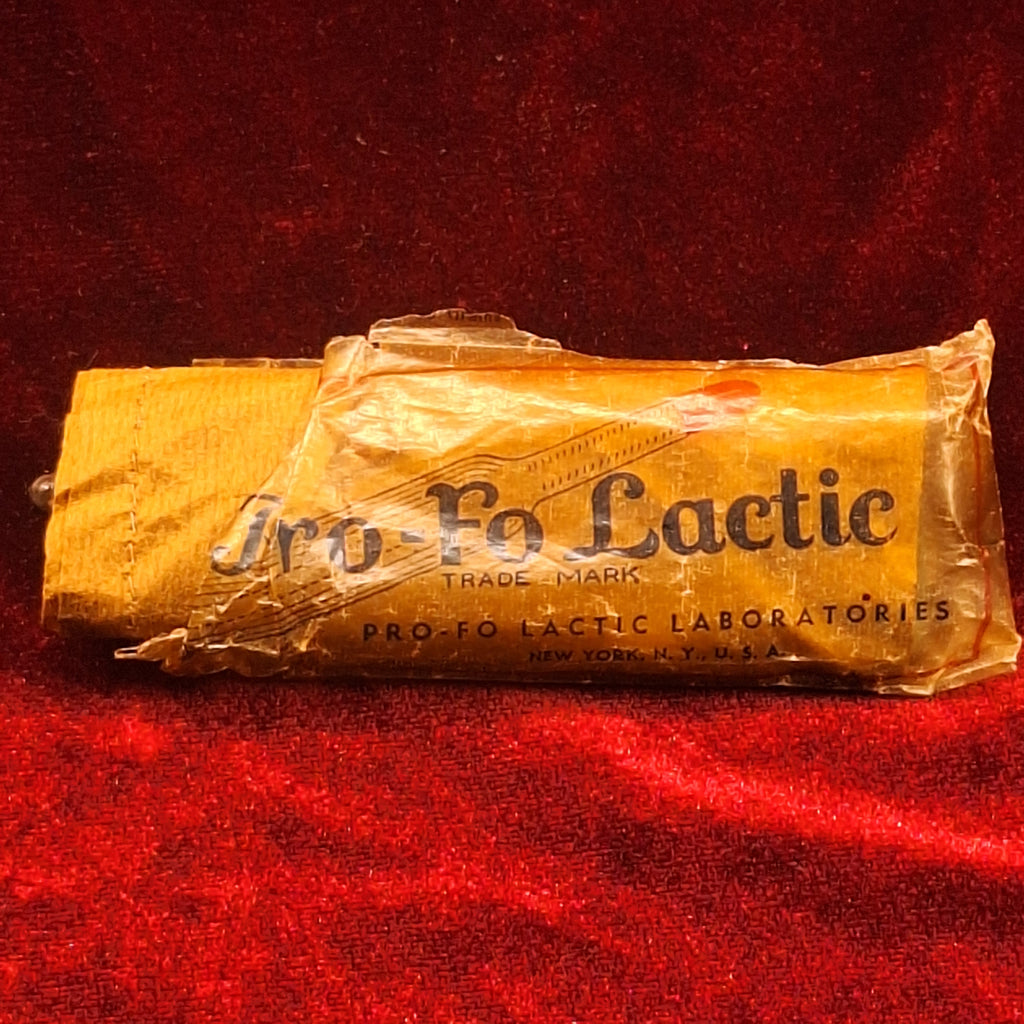 Pro-Fo Lactic
TRADE MARK
PRO-FO LACTIC LABORATORIES
NEW YORK, N. Y., U. S. A.